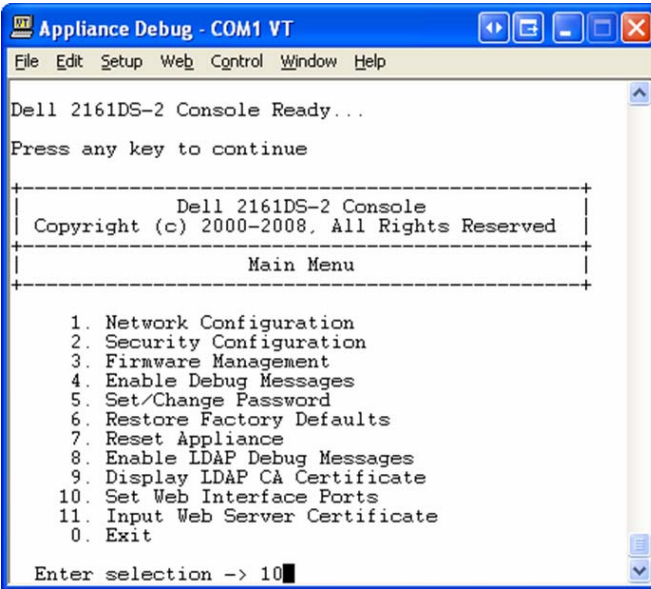 Appliance Debug - COM1 VT
File Edit Setup Web Control Window Help
Dell 2161DS-2 Console Ready...
Press any key to continue
+----------------------------------------------+
| Dell 2161DS-2 Console |
| Copyright (c) 2000-2008, All Rights Reserved |
+----------------------------------------------+
| Main Menu |
+----------------------------------------------+
1. Network Configuration
2. Security Configuration
3. Firmware Management
4. Enable Debug Messages
5. Set/Change Password
6. Restore Factory Defaults
7. Reset Appliance
8. Enable LDAP Debug Messages
9. Display LDAP CA Certificate
10. Set Web Interface Ports
11. Input Web Server Certificate
0. Exit
Enter selection -> 10